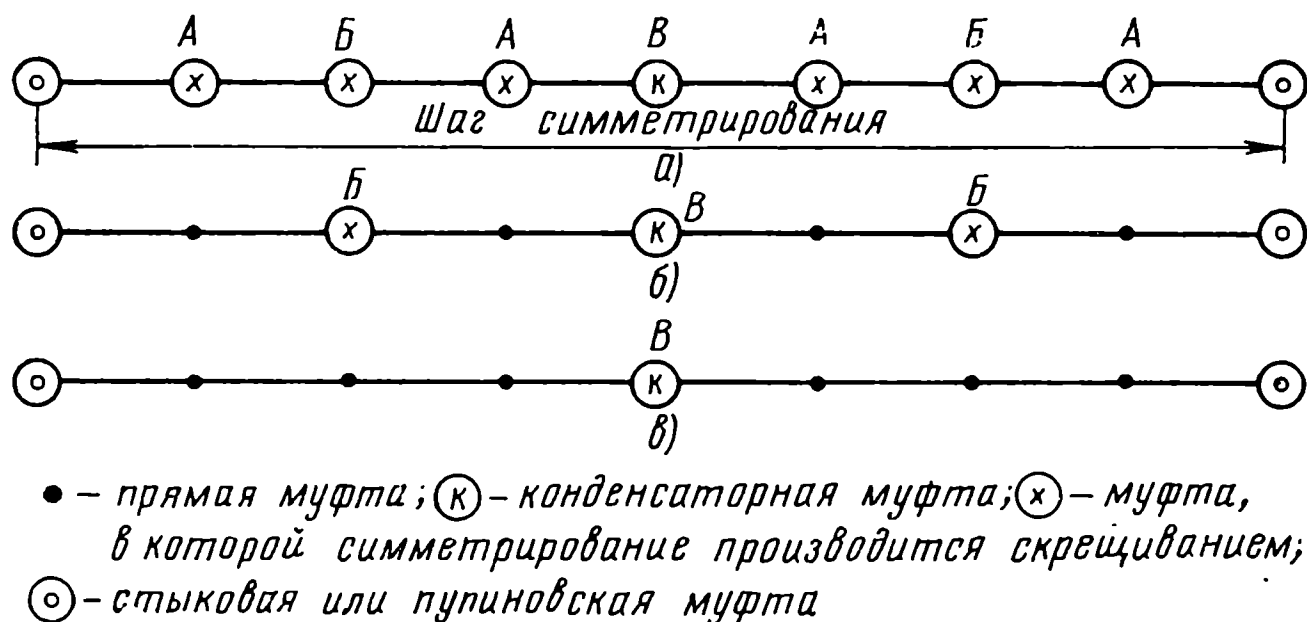 А Б А В А Б А
х х х К х х х
Шаг симметрирования
а)
Б В Б
х К х
б)
В
К
в)
• – прямая муфта; К – конденсаторная муфта; х – муфта,
в которой симметрирование производится скрещиванием;
– стыковая или пупиновская муфта